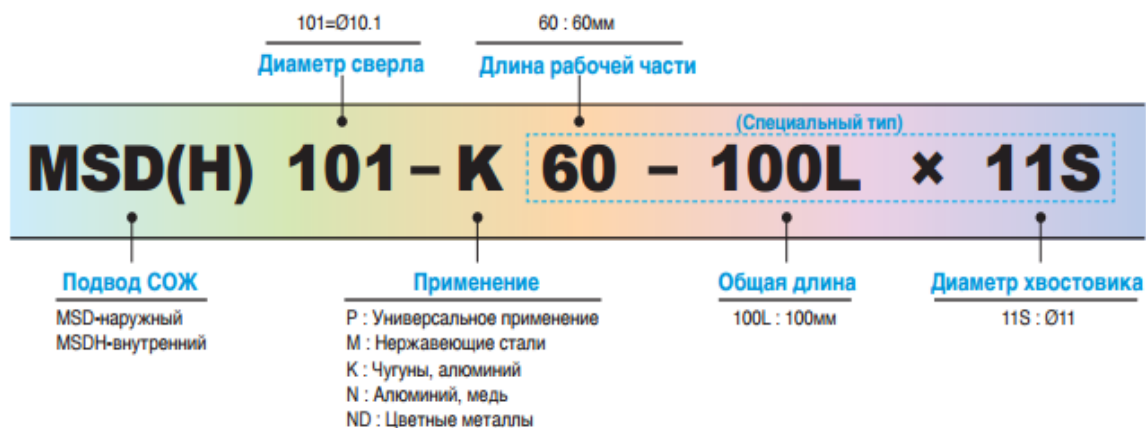 101=Ø10.1
60 : 60мм
Диаметр сверла
Длина рабочей части
(Специальный тип)
MSD(H) 101 – K 60 – 100L × 11S
Подвод СОЖ
MSD-наружный
MSDH-внутренний
Применение
P : Универсальное применение
M : Нержавеющие стали
K : Чугуны, алюминий
N : Алюминий, медь
ND : Цветные металлы
Общая длина
100L : 100мм
Диаметр хвостовика
11S : Ø11